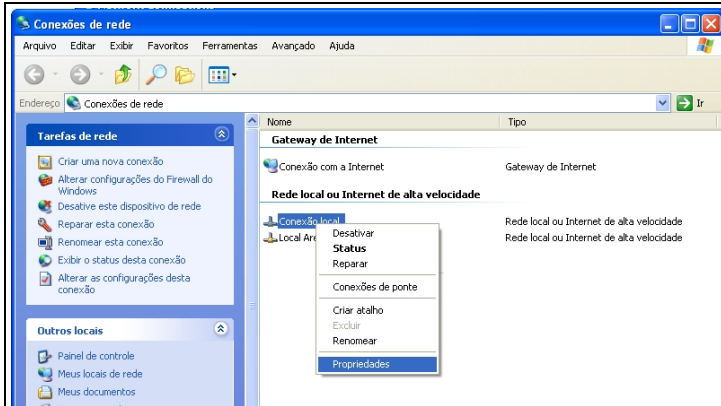 Conexões de rede
Arquivo Editar Exibir Favoritos Ferramentas Avançado Ajuda
Endereço Conexões de rede Ir
Nome Tipo
Tarefas de rede
Criar uma nova conexão
Alterar configurações do Firewall do
Windows
Desative este dispositivo de rede
Reparar esta conexão
Renomear esta conexão
Exibir o status desta conexão
Alterar as configurações desta
conexão
Outros locais
Painel de controle
Meus locais de rede
Meus documentos
Gateway de Internet
Conexão com a Internet Gateway de Internet
Rede local ou Internet de alta velocidade
Conexão local Rede local ou Internet de alta velocidade
Local Rede local ou Internet de alta velocidade
Desativar
Status
Reparar
Conexões de ponte
Criar atalho
Excluir
Renomear
Propriedades